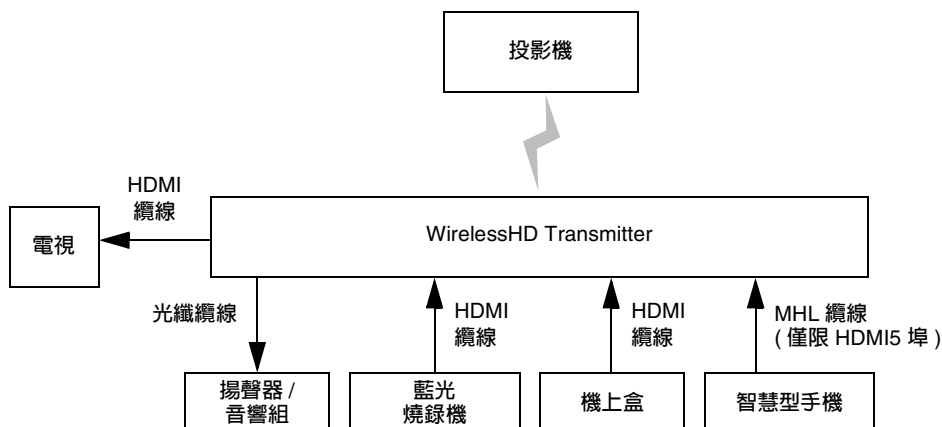 投影機
HDMI
纜線
電視
WirelessHD Transmitter
光纖纜線
HDMI
纜線
HDMI
纜線
MHL 纜線
( 僅限 HDMI5 埠 )
揚聲器 /
音響組
藍光
燒錄機
機上盒
智慧型手機